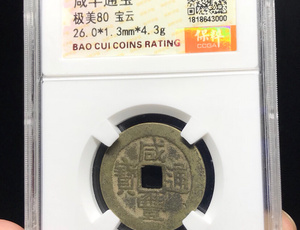 咸丰通宝
极美80 宝云
26.0*1.3mm*4.3g
BAO CUI COINS RATING
1818643000
保粹
CCGA
咸豐通寶